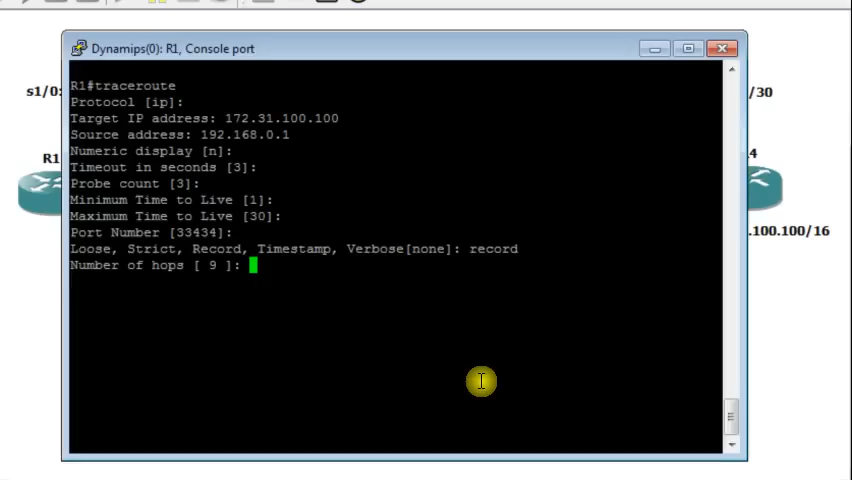 Dynamips(0): R1, Console port
R1#traceroute
s1/0:
/30
Protocol [ip]:
Target IP address: 172.31.100.100
Source address: 192.168.0.1
Numeric display [n]:
R1
4
Timeout in seconds [3]:
Probe count [3]:
Minimum Time to Live [1]:
Maximum Time to Live [30]:
Port Number [33434]:
.100.100/16
Loose, Strict, Record, Timestamp, Verbose[none]: record
Number of hops [ 9 ]: